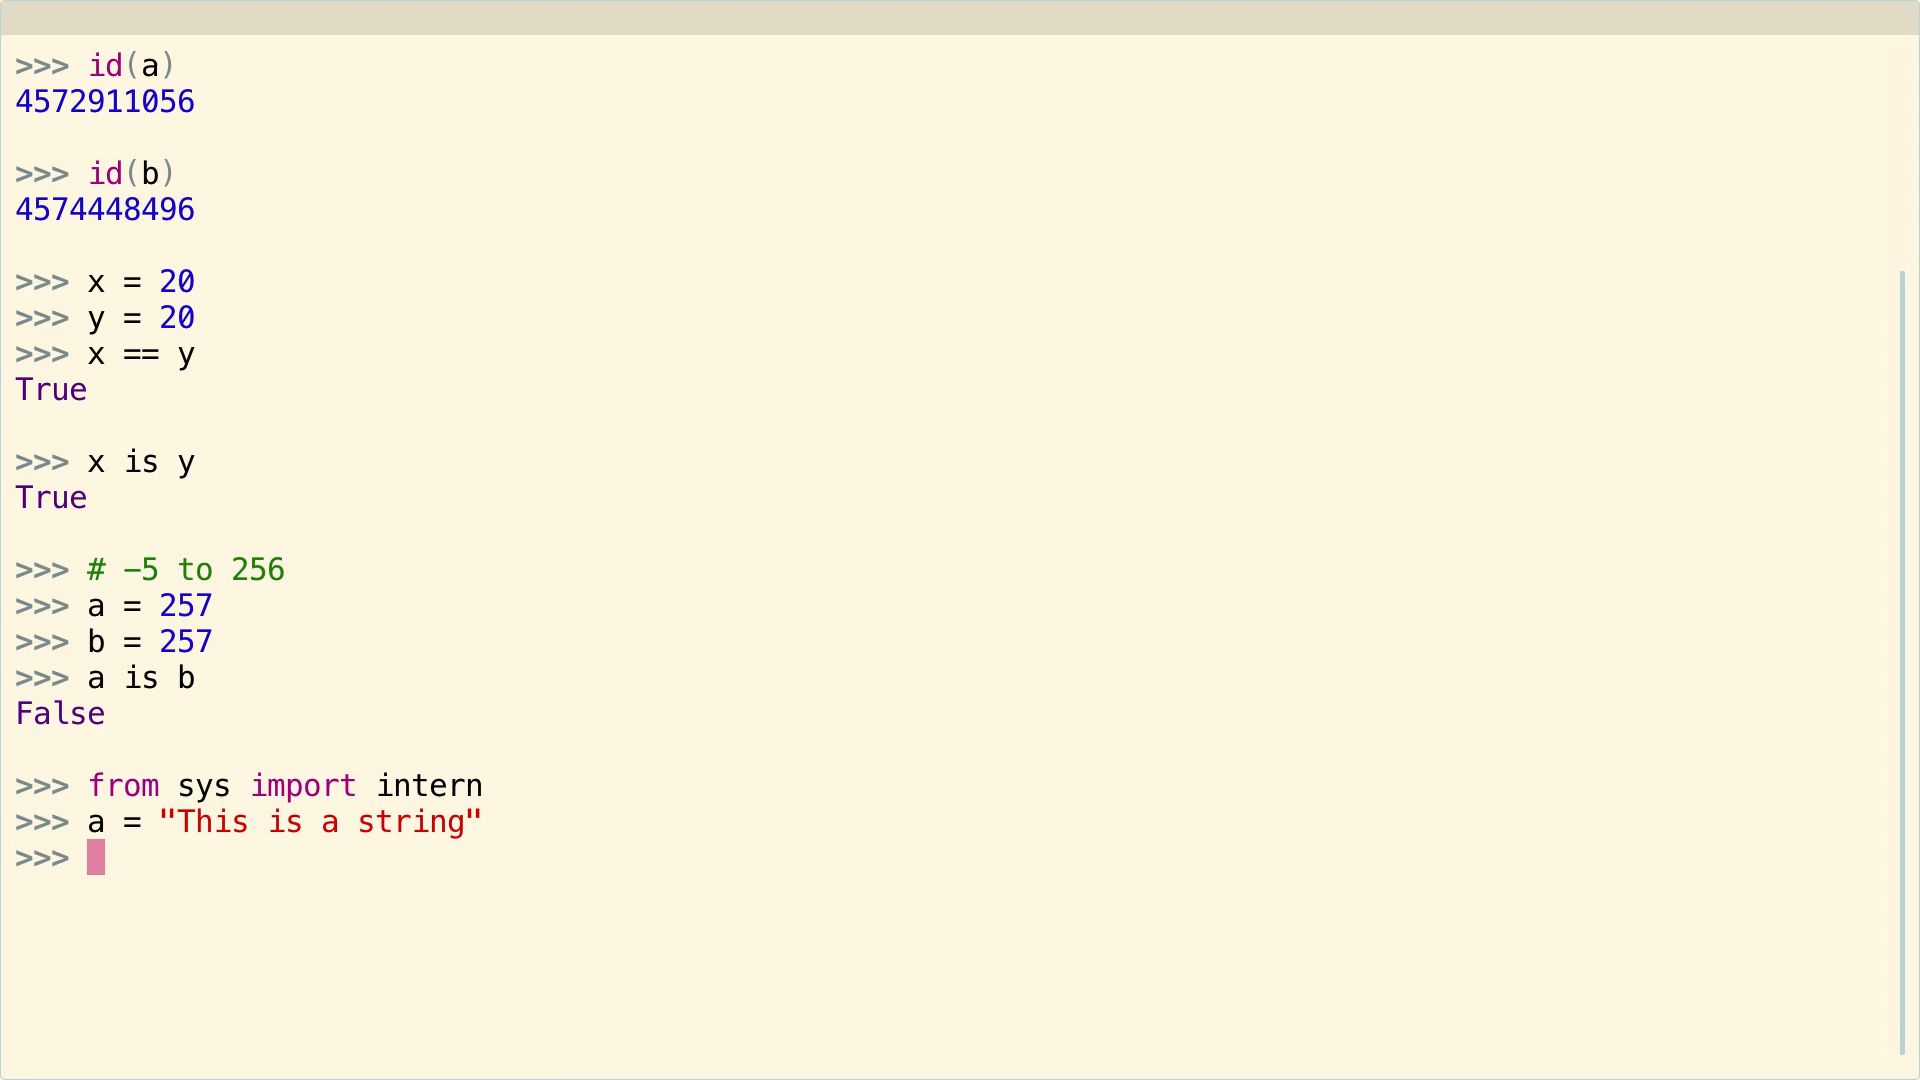 >>> id(a)
4572911056
>>> id(b)
4574448496
>>> x = 20
>>> y = 20
>>> x == y
True
>>> x is y
True
>>> # -5 to 256
>>> a = 257
>>> b = 257
>>> a is b
False
>>> from sys import intern
>>> a = "This is a string"
>>>